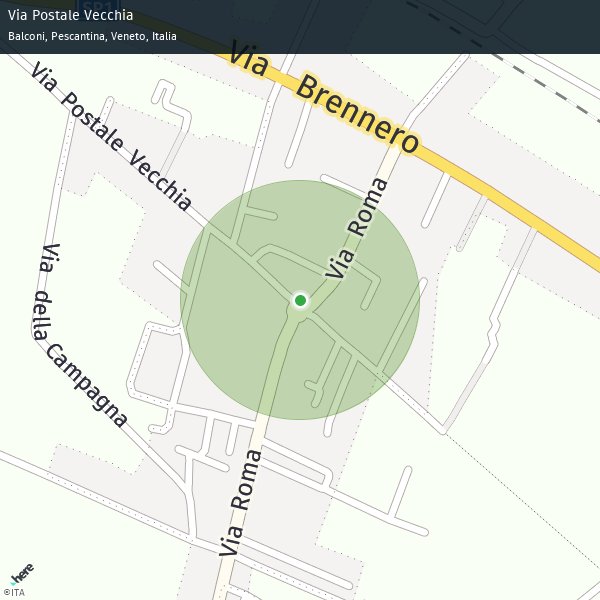 Via Postale Vecchia
Balconi, Pescantina, Veneto, Italia
SP1
Via Brennero
Via Postale Vecchia
Via Roma
Via della Campagna
Via Roma
here
©ITA